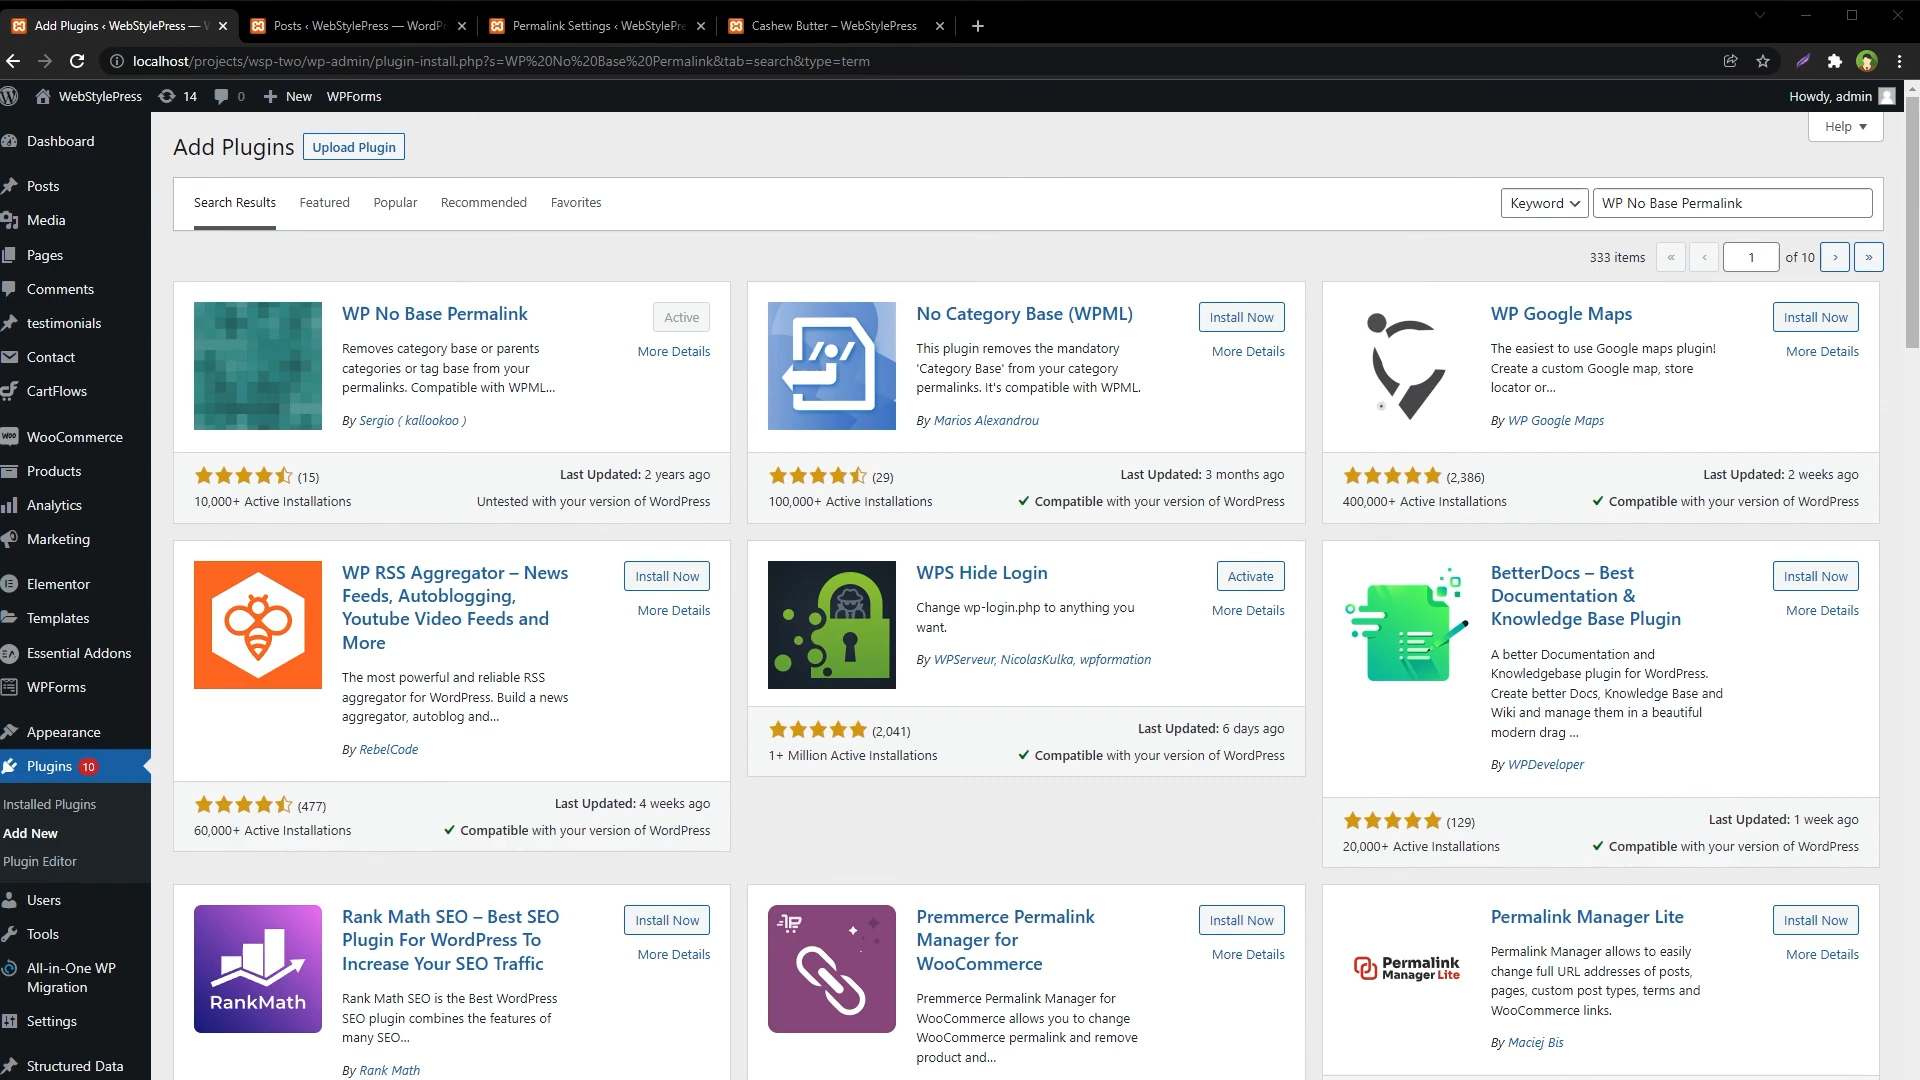 Add Plugins ‹ WebStylePress — W
Posts ‹ WebStylePress — WordPr
Permalink Settings ‹ WebStylePre
Cashew Butter – WebStylePress
localhost/projects/wsp-two/wp-admin/plugin-install.php?s=WP%20No%20Base%20Permalink&tab=search&type=term
WebStylePress
14
0
New
WPForms
Howdy, admin
Dashboard
Posts
Media
Pages
Comments
testimonials
Contact
CartFlows
WooCommerce
Products
Analytics
Marketing
Elementor
Templates
Essential Addons
WPForms
Appearance
Plugins 10
Installed Plugins
Add New
Plugin Editor
Users
Tools
All-in-One WP
Migration
Settings
Structured Data
Help
Add Plugins
Upload Plugin
Search Results
Featured
Popular
Recommended
Favorites
Keyword
WP No Base Permalink
333 items
«
‹
1
of 10
›
»
WP No Base Permalink
Active
More Details
Removes category base or parents
categories or tag base from your
permalinks. Compatible with WPML...
By Sergio ( kallookoo )
(15)
Last Updated: 2 years ago
10,000+ Active Installations
Untested with your version of WordPress
No Category Base (WPML)
Install Now
More Details
This plugin removes the mandatory
'Category Base' from your category
permalinks. It's compatible with WPML.
By Marios Alexandrou
(29)
Last Updated: 3 months ago
100,000+ Active Installations
Compatible with your version of WordPress
WP Google Maps
Install Now
More Details
The easiest to use Google maps plugin!
Create a custom Google map, store
locator or...
By WP Google Maps
(2,386)
Last Updated: 2 weeks ago
400,000+ Active Installations
Compatible with your version of WordPress
WP RSS Aggregator – News
Feeds, Autoblogging,
Youtube Video Feeds and
More
Install Now
More Details
The most powerful and reliable RSS
aggregator for WordPress. Build a news
aggregator, autoblog and...
By RebelCode
(477)
Last Updated: 4 weeks ago
60,000+ Active Installations
Compatible with your version of WordPress
WPS Hide Login
Activate
More Details
Change wp-login.php to anything you
want.
By WPServeur, NicolasKulka, wpformation
(2,041)
Last Updated: 6 days ago
1+ Million Active Installations
Compatible with your version of WordPress
BetterDocs – Best
Documentation &
Knowledge Base Plugin
Install Now
More Details
A better Documentation and
Knowledgebase plugin for WordPress.
Create better Docs, Knowledge Base and
Wiki and manage them in a beautiful
modern drag ...
By WPDeveloper
(129)
Last Updated: 1 week ago
20,000+ Active Installations
Compatible with your version of WordPress
RankMath
Rank Math SEO – Best SEO
Plugin For WordPress To
Increase Your SEO Traffic
Install Now
More Details
Rank Math SEO is the Best WordPress
SEO plugin combines the features of
many SEO...
By Rank Math
Premmerce Permalink
Manager for
WooCommerce
Install Now
More Details
Premmerce Permalink Manager for
WooCommerce allows you to change
WooCommerce permalink and remove
product and...
Permalink
Manager Lite
Permalink Manager Lite
Install Now
More Details
Permalink Manager allows to easily
change full URL addresses of posts,
pages, custom post types, terms and
WooCommerce links.
By Maciej Bis